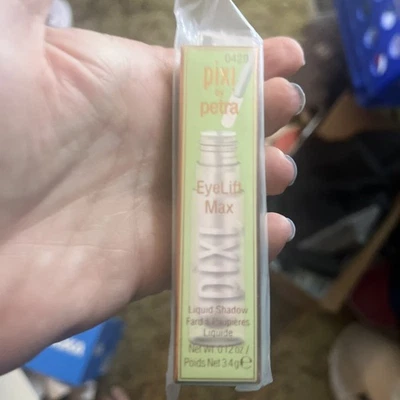 0429
pixi
by
petra
-EyeLift-
Max
pixi
Liquid Shadow
Fard à Paupières
Liquide
Net Wt 0.12 oz /
Poids Net 3.4 g ℮